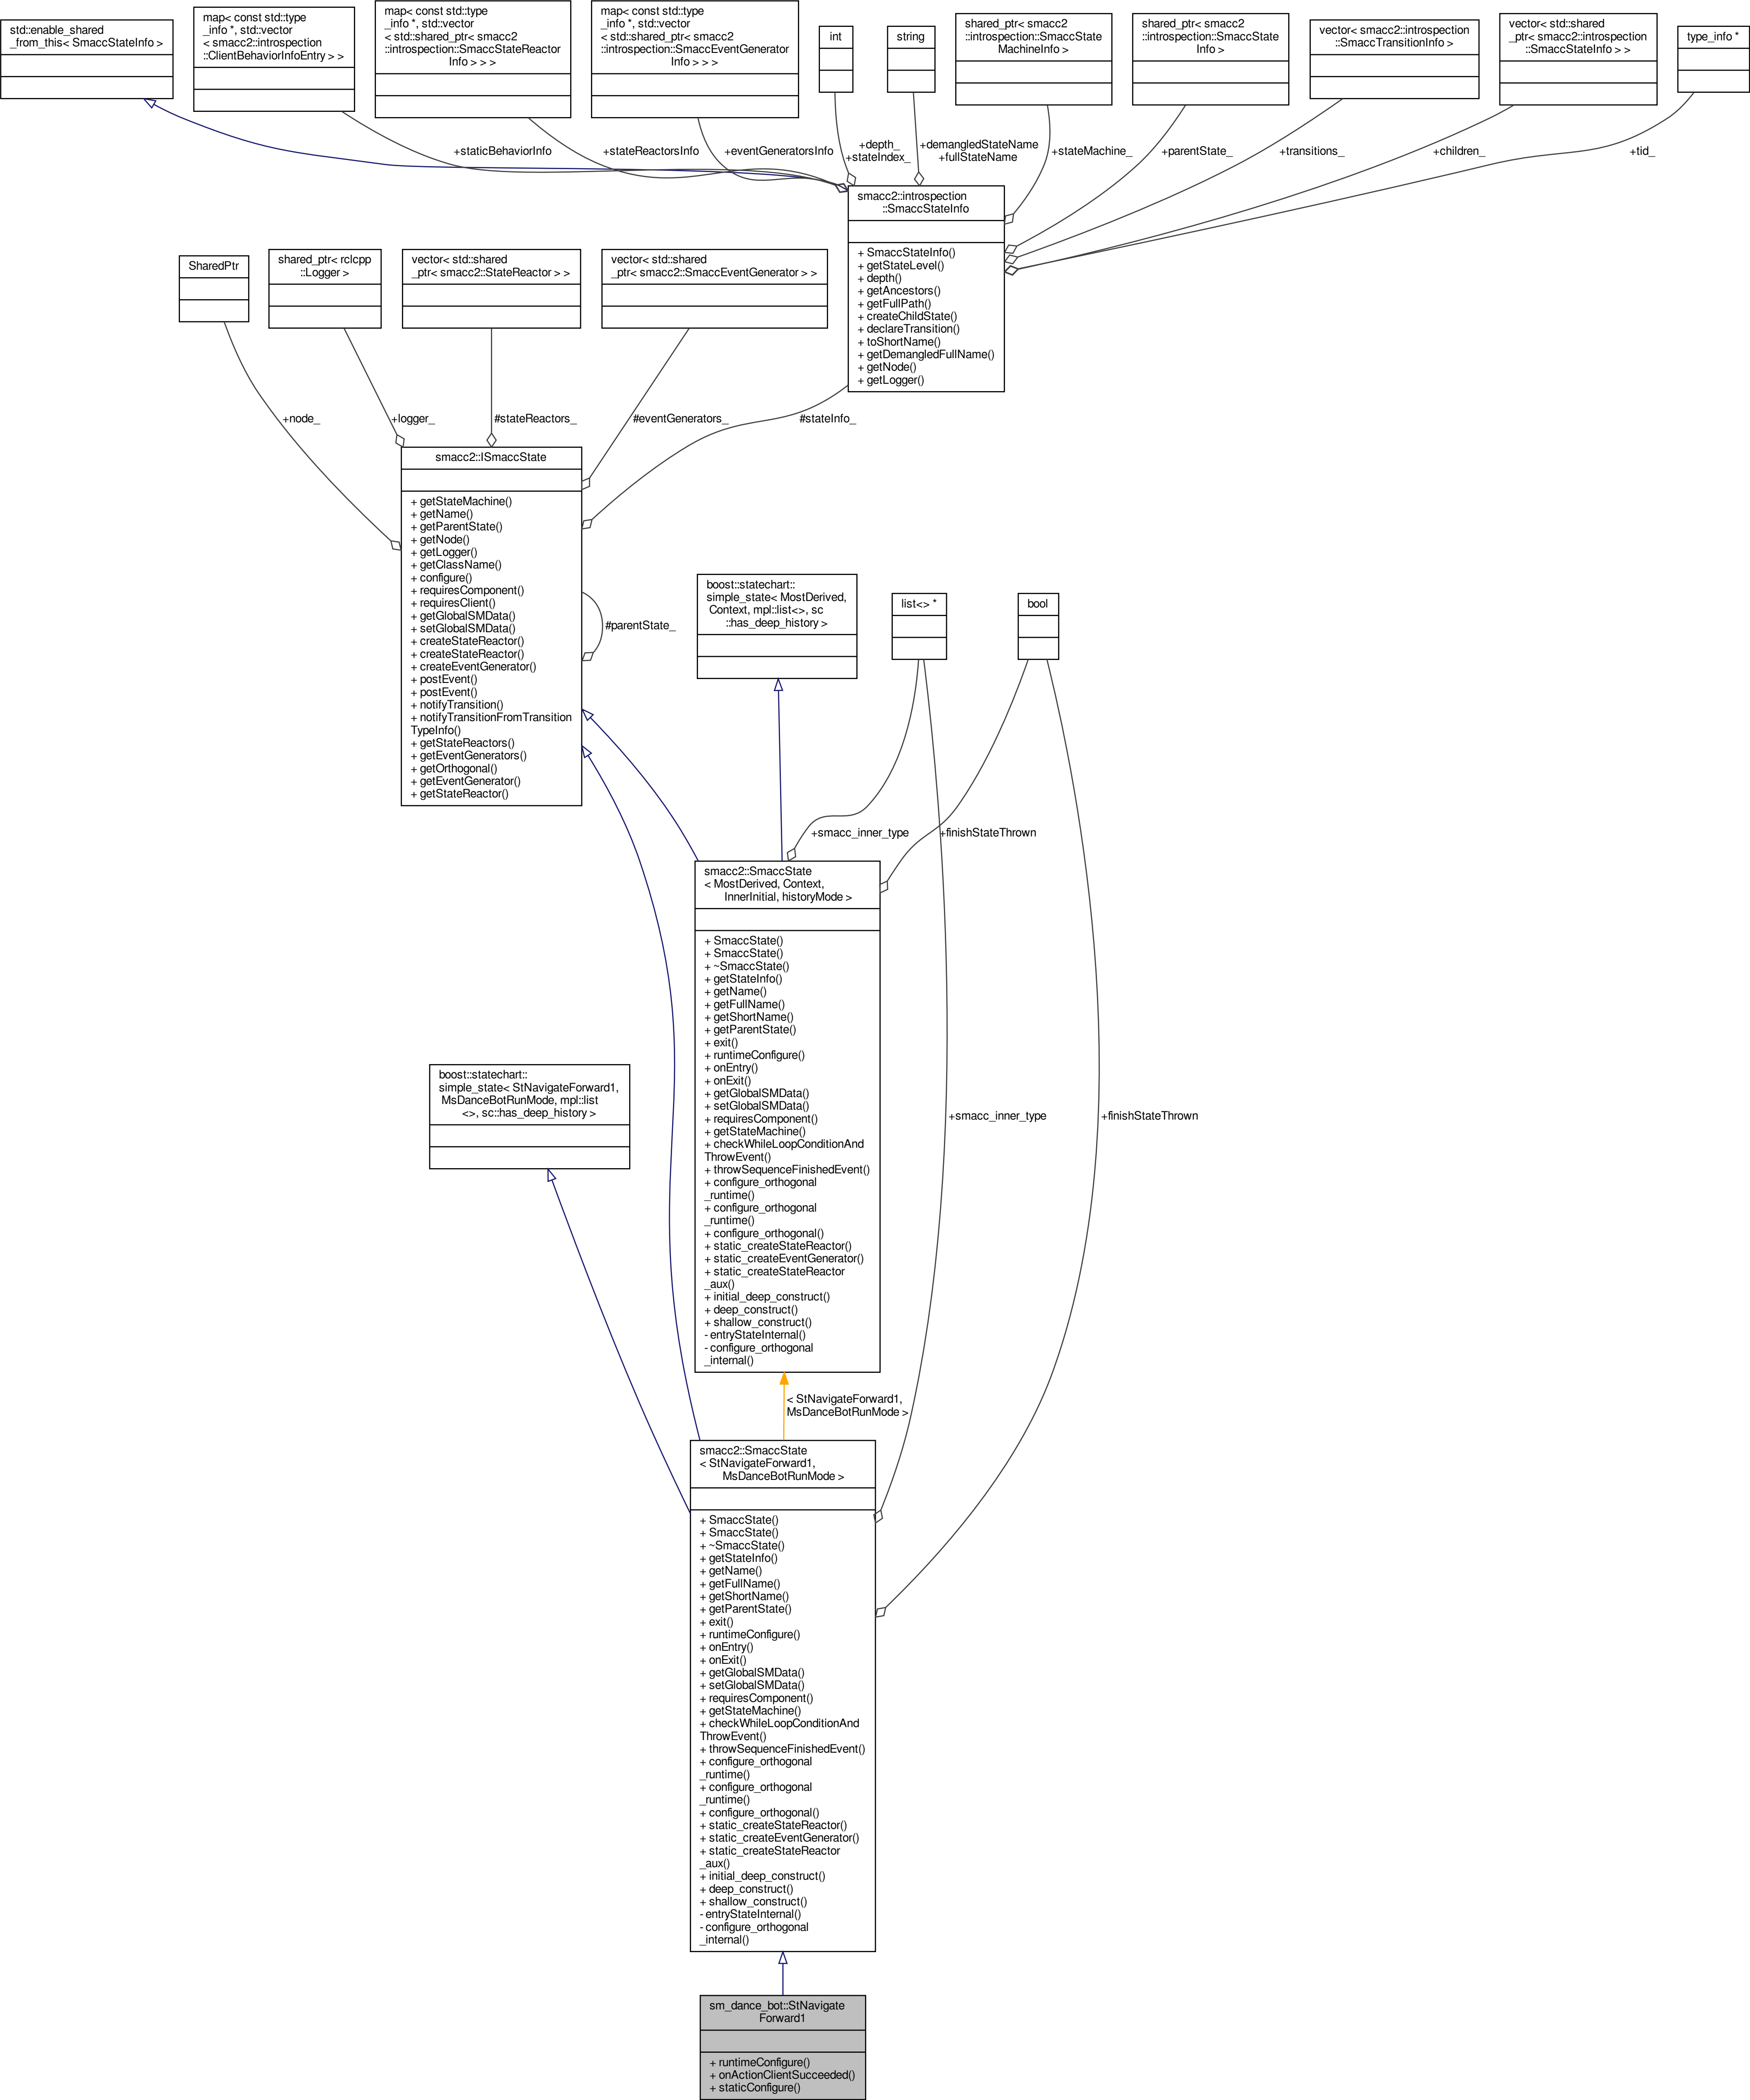 std::enable_shared
_from_this< SmaccStateInfo >
map< const std::type
_info *, std::vector
< smacc2::introspection
::ClientBehaviorInfoEntry > >
map< const std::type
_info *, std::vector
< std::shared_ptr< smacc2
::introspection::SmaccStateReactor
Info > > >
map< const std::type
_info *, std::vector
< std::shared_ptr< smacc2
::introspection::SmaccEventGenerator
Info > > >
int
string
shared_ptr< smacc2
::introspection::SmaccState
MachineInfo >
shared_ptr< smacc2
::introspection::SmaccState
Info >
vector< smacc2::introspection
::SmaccTransitionInfo >
vector< std::shared
_ptr< smacc2::introspection
::SmaccStateInfo > >
type_info *
+staticBehaviorInfo
+stateReactorsInfo
+eventGeneratorsInfo
+depth_
+stateIndex_
+demangledStateName
+fullStateName
+stateMachine_
+parentState_
+transitions_
+children_
+tid_
smacc2::introspection
::SmaccStateInfo
+ SmaccStateInfo()
+ getStateLevel()
+ depth()
+ getAncestors()
+ getFullPath()
+ createChildState()
+ declareTransition()
+ toShortName()
+ getDemangledFullName()
+ getNode()
+ getLogger()
SharedPtr
shared_ptr< rclcpp
::Logger >
vector< std::shared
_ptr< smacc2::StateReactor > >
vector< std::shared
_ptr< smacc2::SmaccEventGenerator > >
+node_
+logger_
#stateReactors_
#eventGenerators_
#stateInfo_
smacc2::ISmaccState
+ getStateMachine()
+ getName()
+ getParentState()
+ getNode()
+ getLogger()
+ getClassName()
+ configure()
+ requiresComponent()
+ requiresClient()
+ getGlobalSMData()
+ setGlobalSMData()
+ createStateReactor()
+ createStateReactor()
+ createEventGenerator()
+ postEvent()
+ postEvent()
+ notifyTransition()
+ notifyTransitionFromTransition
TypeInfo()
+ getStateReactors()
+ getEventGenerators()
+ getOrthogonal()
+ getEventGenerator()
+ getStateReactor()
#parentState_
boost::statechart::
simple_state< MostDerived,
Context, mpl::list<>, sc
::has_deep_history >
list<> *
bool
+smacc_inner_type
+finishStateThrown
smacc2::SmaccState
< MostDerived, Context,
InnerInitial, historyMode >
+ SmaccState()
+ SmaccState()
+ ~SmaccState()
+ getStateInfo()
+ getName()
+ getFullName()
+ getShortName()
+ getParentState()
+ exit()
+ runtimeConfigure()
+ onEntry()
+ onExit()
+ getGlobalSMData()
+ setGlobalSMData()
+ requiresComponent()
+ getStateMachine()
+ checkWhileLoopConditionAnd
ThrowEvent()
+ throwSequenceFinishedEvent()
+ configure_orthogonal
_runtime()
+ configure_orthogonal
_runtime()
+ configure_orthogonal()
+ static_createStateReactor()
+ static_createEventGenerator()
+ static_createStateReactor
_aux()
+ initial_deep_construct()
+ deep_construct()
+ shallow_construct()
- entryStateInternal()
- configure_orthogonal
_internal()
boost::statechart::
simple_state< StNavigateForward1,
MsDanceBotRunMode, mpl::list
<>, sc::has_deep_history >
+smacc_inner_type
+finishStateThrown
< StNavigateForward1,
MsDanceBotRunMode >
smacc2::SmaccState
< StNavigateForward1,
MsDanceBotRunMode >
+ SmaccState()
+ SmaccState()
+ ~SmaccState()
+ getStateInfo()
+ getName()
+ getFullName()
+ getShortName()
+ getParentState()
+ exit()
+ runtimeConfigure()
+ onEntry()
+ onExit()
+ getGlobalSMData()
+ setGlobalSMData()
+ requiresComponent()
+ getStateMachine()
+ checkWhileLoopConditionAnd
ThrowEvent()
+ throwSequenceFinishedEvent()
+ configure_orthogonal
_runtime()
+ configure_orthogonal
_runtime()
+ configure_orthogonal()
+ static_createStateReactor()
+ static_createEventGenerator()
+ static_createStateReactor
_aux()
+ initial_deep_construct()
+ deep_construct()
+ shallow_construct()
- entryStateInternal()
- configure_orthogonal
_internal()
sm_dance_bot::StNavigate
Forward1
+ runtimeConfigure()
+ onActionClientSucceeded()
+ staticConfigure()